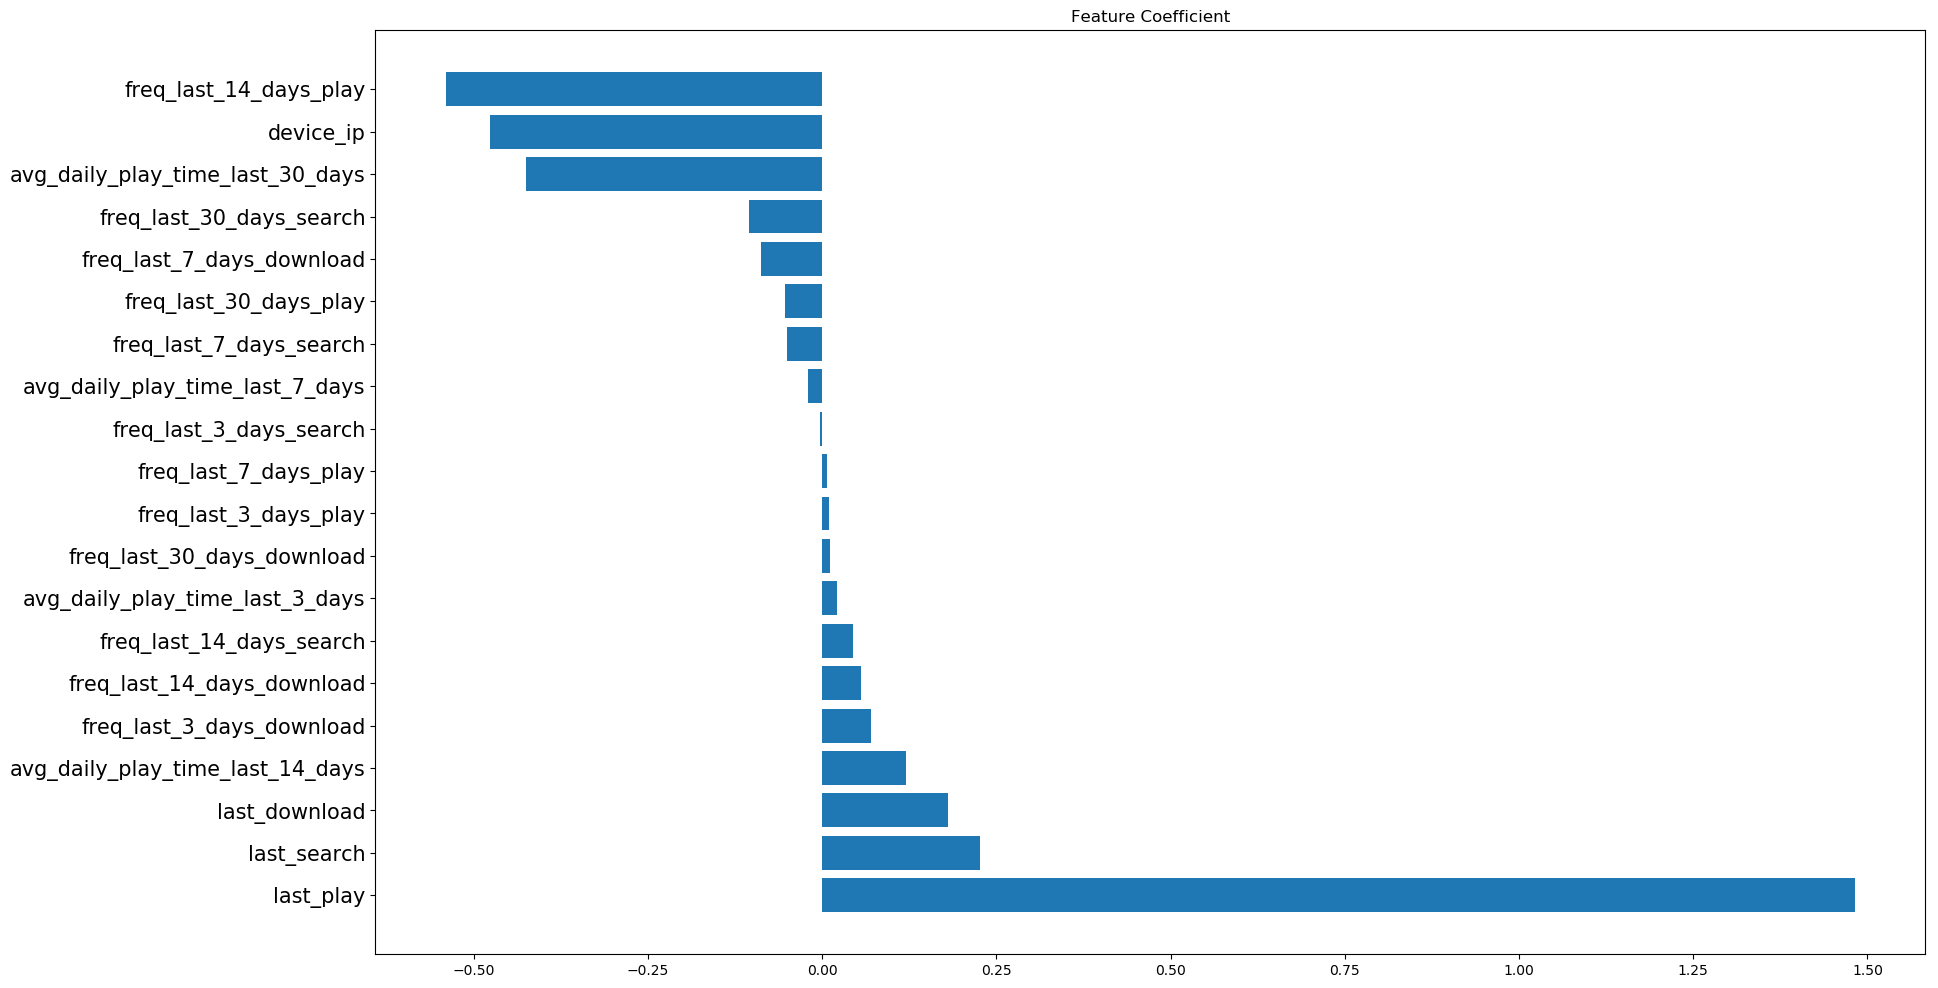 Feature Coefficient
freq_last_14_days_play
device_ip
avg_daily_play_time_last_30_days
freq_last_30_days_search
freq_last_7_days_download
freq_last_30_days_play
freq_last_7_days_search
avg_daily_play_time_last_7_days
freq_last_3_days_search
freq_last_7_days_play
freq_last_3_days_play
freq_last_30_days_download
avg_daily_play_time_last_3_days
freq_last_14_days_search
freq_last_14_days_download
freq_last_3_days_download
avg_daily_play_time_last_14_days
last_download
last_search
last_play
−0.50 −0.25 0.00 0.25 0.50 0.75 1.00 1.25 1.50